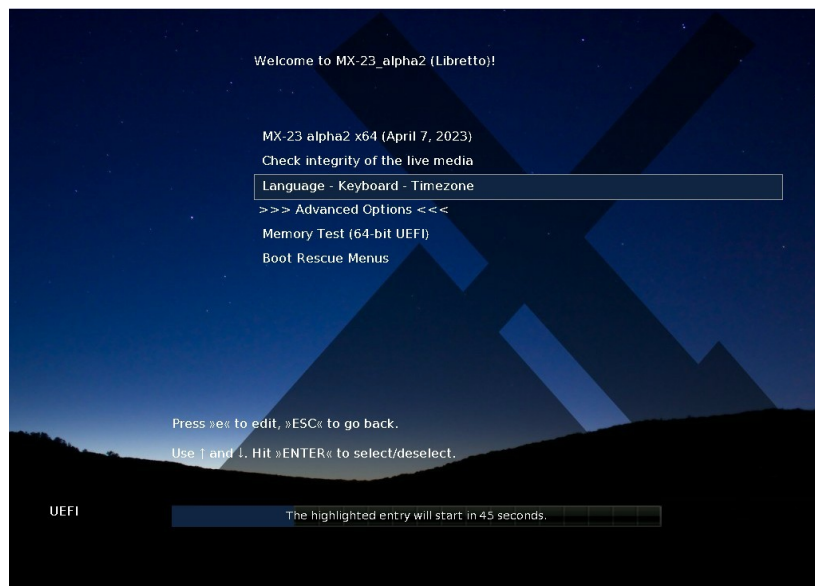 Welcome to MX-23_alpha2 (Libretto)!
MX-23 alpha2 x64 (April 7, 2023)
Check integrity of the live media
Language - Keyboard - Timezone
>>> Advanced Options <<<
Memory Test (64-bit UEFI)
Boot Rescue Menus
Press »e« to edit, »ESC« to go back.
Use ↑ and ↓. Hit »ENTER« to select/deselect.
UEFI
The highlighted entry will start in 45 seconds.